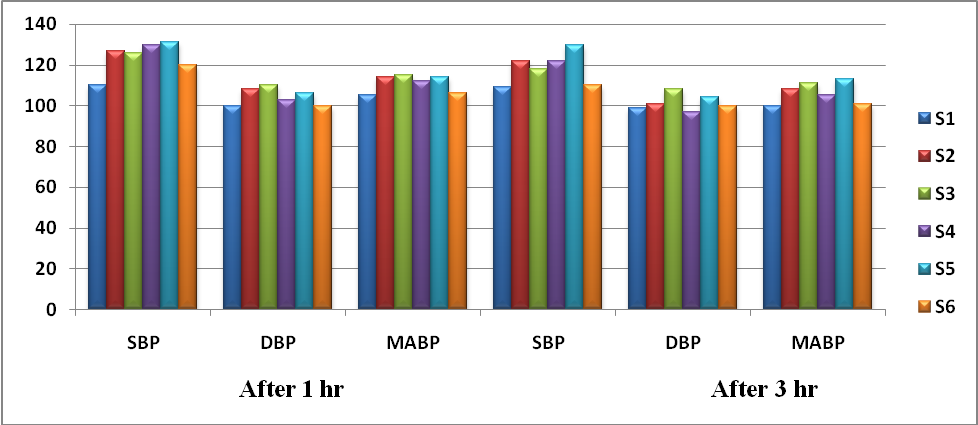 140
120
100
80
60
40
20
0
SBP DBP MABP SBP DBP MABP
After 1 hr After 3 hr
S1
S2
S3
S4
S5
S6